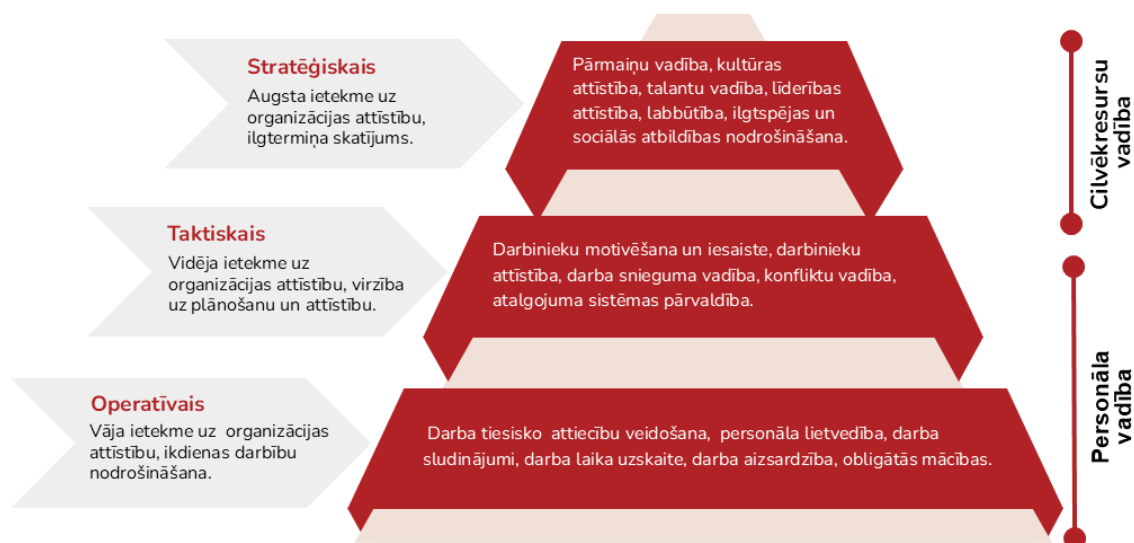 Stratēģiskais
Augsta ietekme uz
organizācijas attīstību,
ilgtermiņa skatījums.
Pārmaiņu vadība, kultūras
attīstība, talantu vadība, līderības
attīstība, labbūtība, ilgtspējas un
sociālās atbildības nodrošināšana.
Cilvēkresursu
vadība
Taktiskais
Vidēja ietekme uz
organizācijas attīstību, virzība
uz plānošanu un attīstību.
Darbinieku motivēšana un iesaiste, darbinieku
attīstība, darba snieguma vadība, konfliktu vadība,
atalgojuma sistēmas pārvaldība.
Operatīvais
Vāja ietekme uz organizācijas
attīstību, ikdienas darbību
nodrošināšana.
Darba tiesisko attiecību veidošana, personāla lietvedība, darba
sludinājumi, darba laika uzskaite, darba aizsardzība, obligātās mācības.
Personāla
vadība